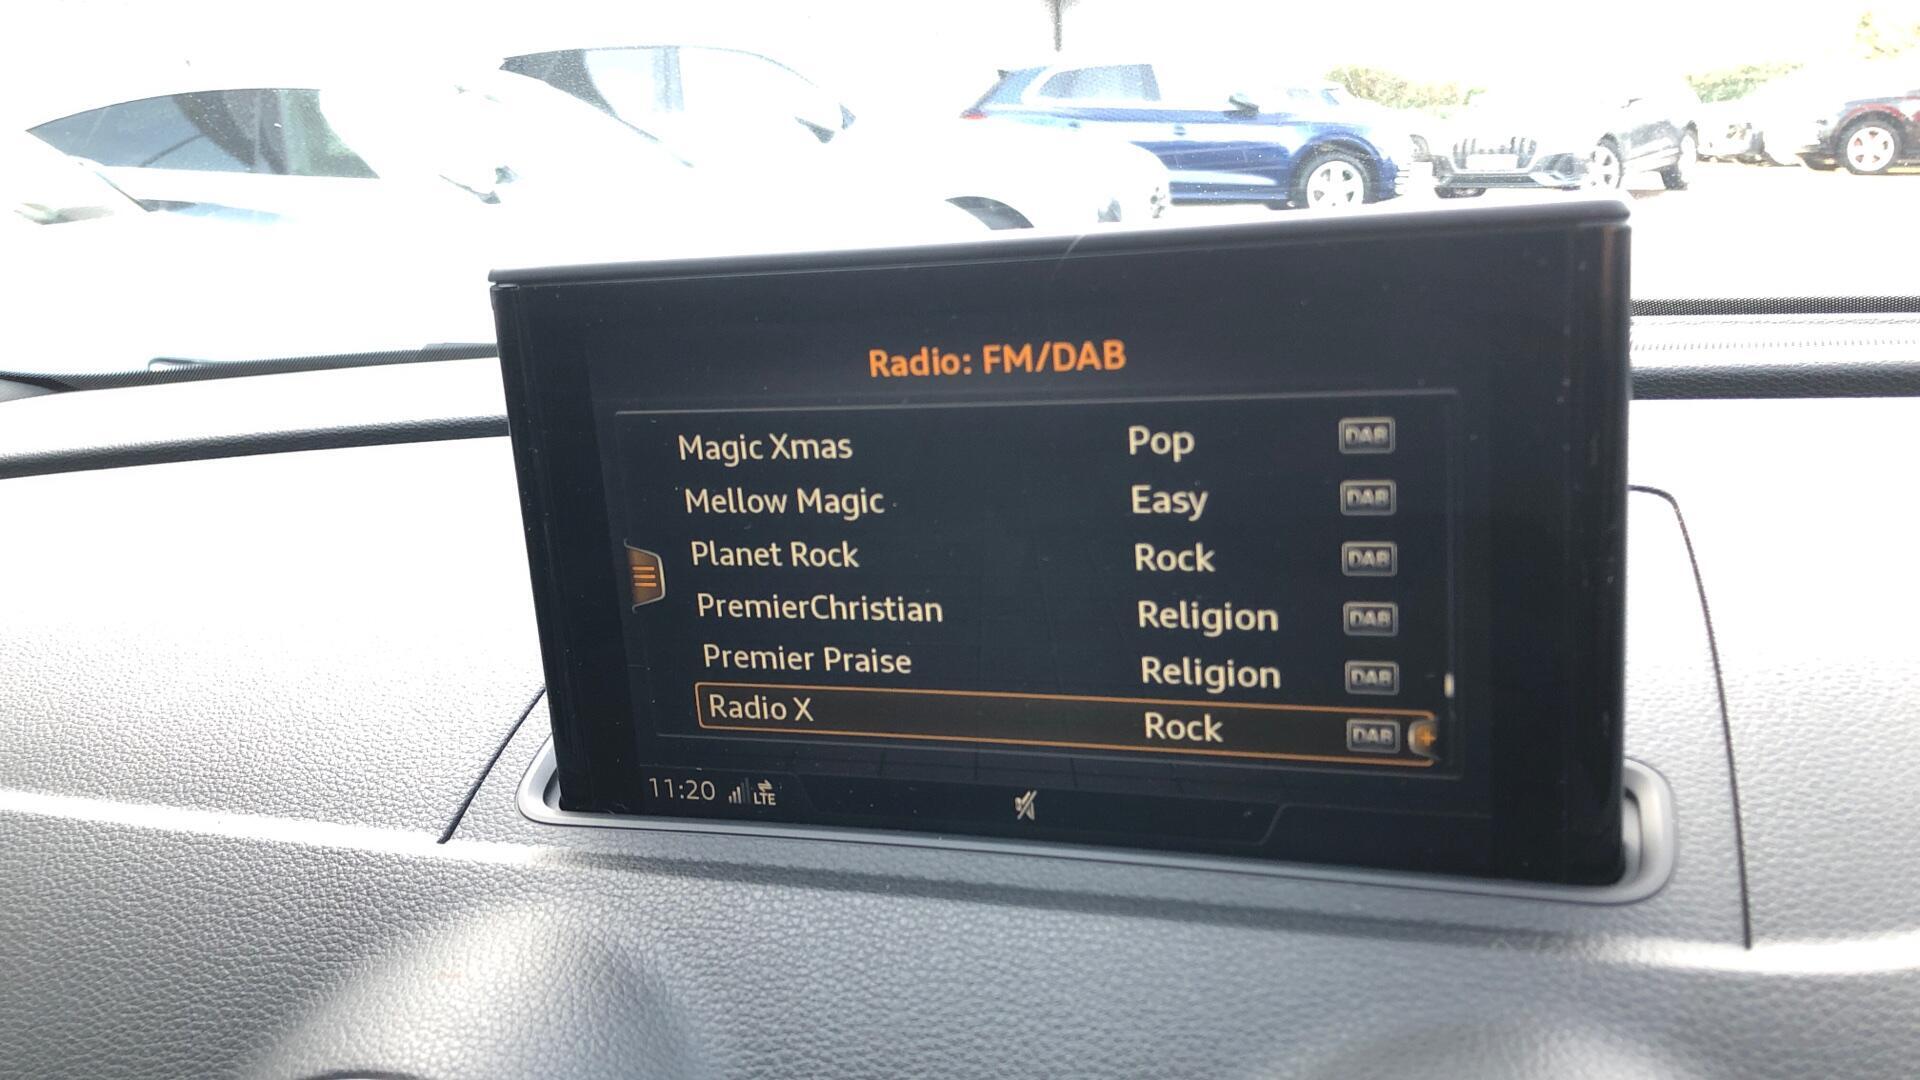 Radio: FM/DAB
Magic Xmas Pop DAB
Mellow Magic Easy DAB
Planet Rock Rock DAB
PremierChristian Religion DAB
Premier Praise Religion DAB
Radio X Rock DAB
11:20 LTE